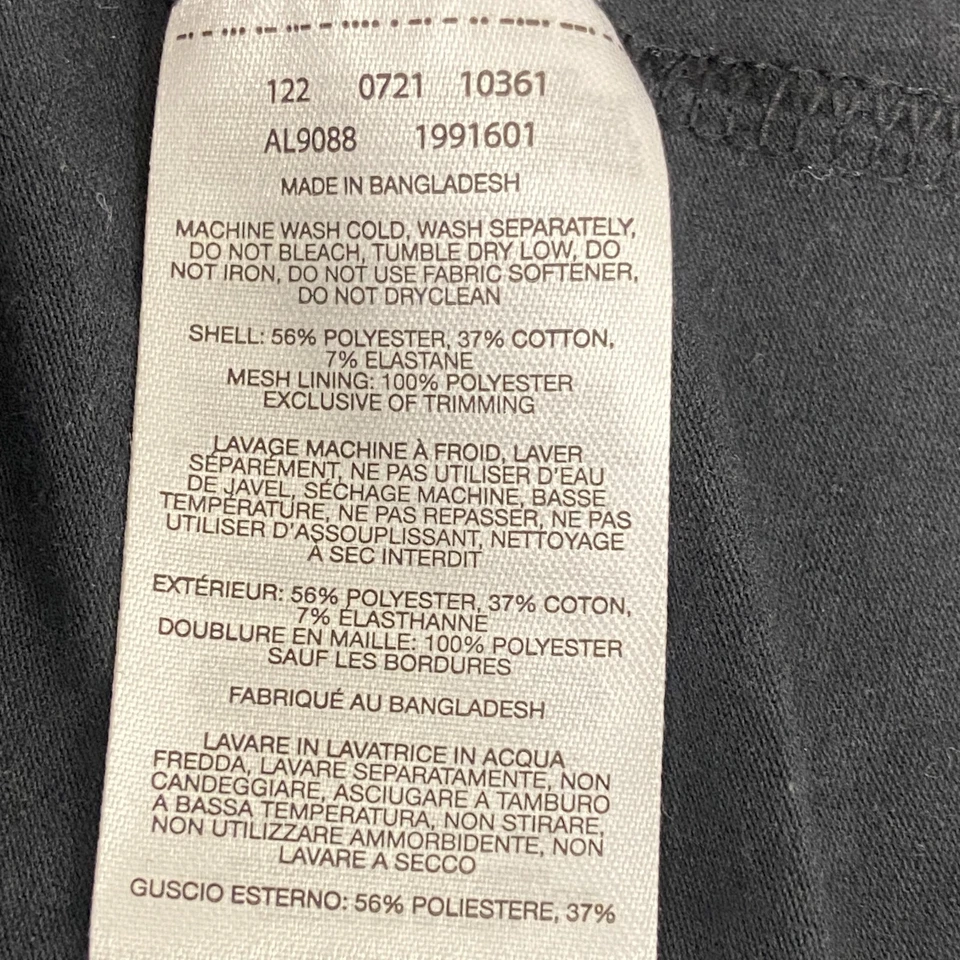 122 0721 10361
AL9088 1991601
MADE IN BANGLADESH
MACHINE WASH COLD, WASH SEPARATELY,
DO NOT BLEACH, TUMBLE DRY LOW, DO
NOT IRON, DO NOT USE FABRIC SOFTENER,
DO NOT DRYCLEAN
SHELL: 56% POLYESTER, 37% COTTON,
7% ELASTANE
MESH LINING: 100% POLYESTER
EXCLUSIVE OF TRIMMING
LAVAGE MACHINE À FROID, LAVER
SÉPARÉMENT, NE PAS UTILISER D'EAU
DE JAVEL, SÉCHAGE MACHINE, BASSE
TEMPÉRATURE, NE PAS REPASSER, NE PAS
UTILISER D'ASSOUPLISSANT, NETTOYAGE
À SEC INTERDIT
EXTÉRIEUR: 56% POLYESTER, 37% COTON,
7% ÉLASTHANNE
DOUBLURE EN MAILLE: 100% POLYESTER
SAUF LES BORDURES
FABRIQUÉ AU BANGLADESH
LAVARE IN LAVATRICE IN ACQUA
FREDDA, LAVARE SEPARATAMENTE, NON
CANDEGGIARE, ASCIUGARE A TAMBURO
A BASSA TEMPERATURA, NON STIRARE,
NON UTILIZZARE AMMORBIDENTE, NON
LAVARE A SECCO
GUSCIO ESTERNO: 56% POLIESTERE, 37%